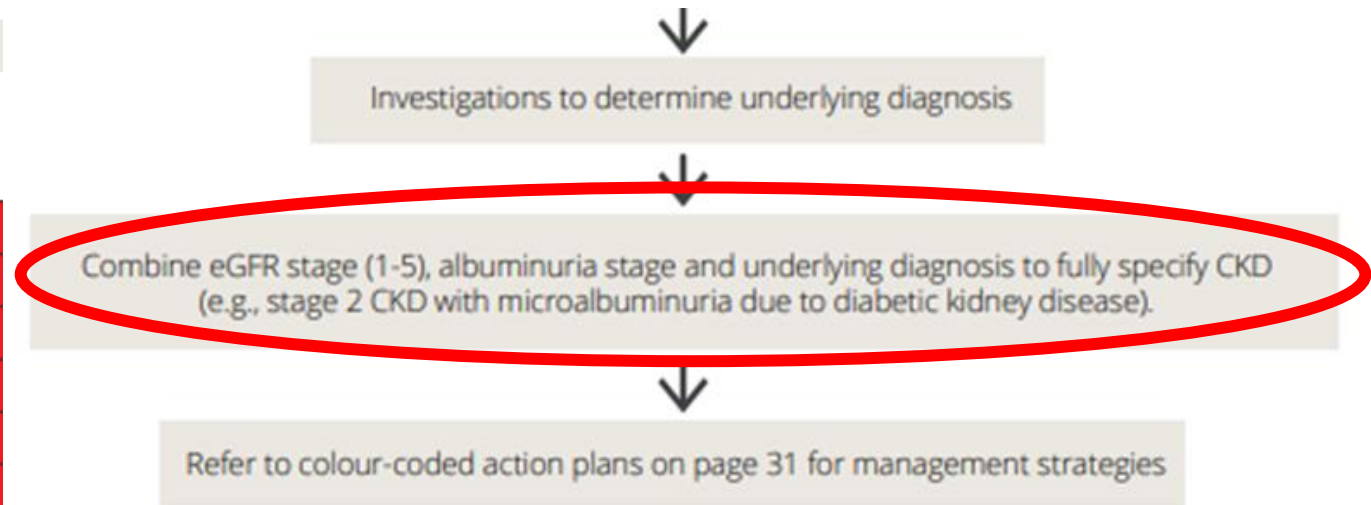 Investigations to determine underlying diagnosis
Combine eGFR stage (1-5), albuminuria stage and underlying diagnosis to fully specify CKD
(e.g., stage 2 CKD with microalbuminuria due to diabetic kidney disease).
Refer to colour-coded action plans on page 31 for management strategies